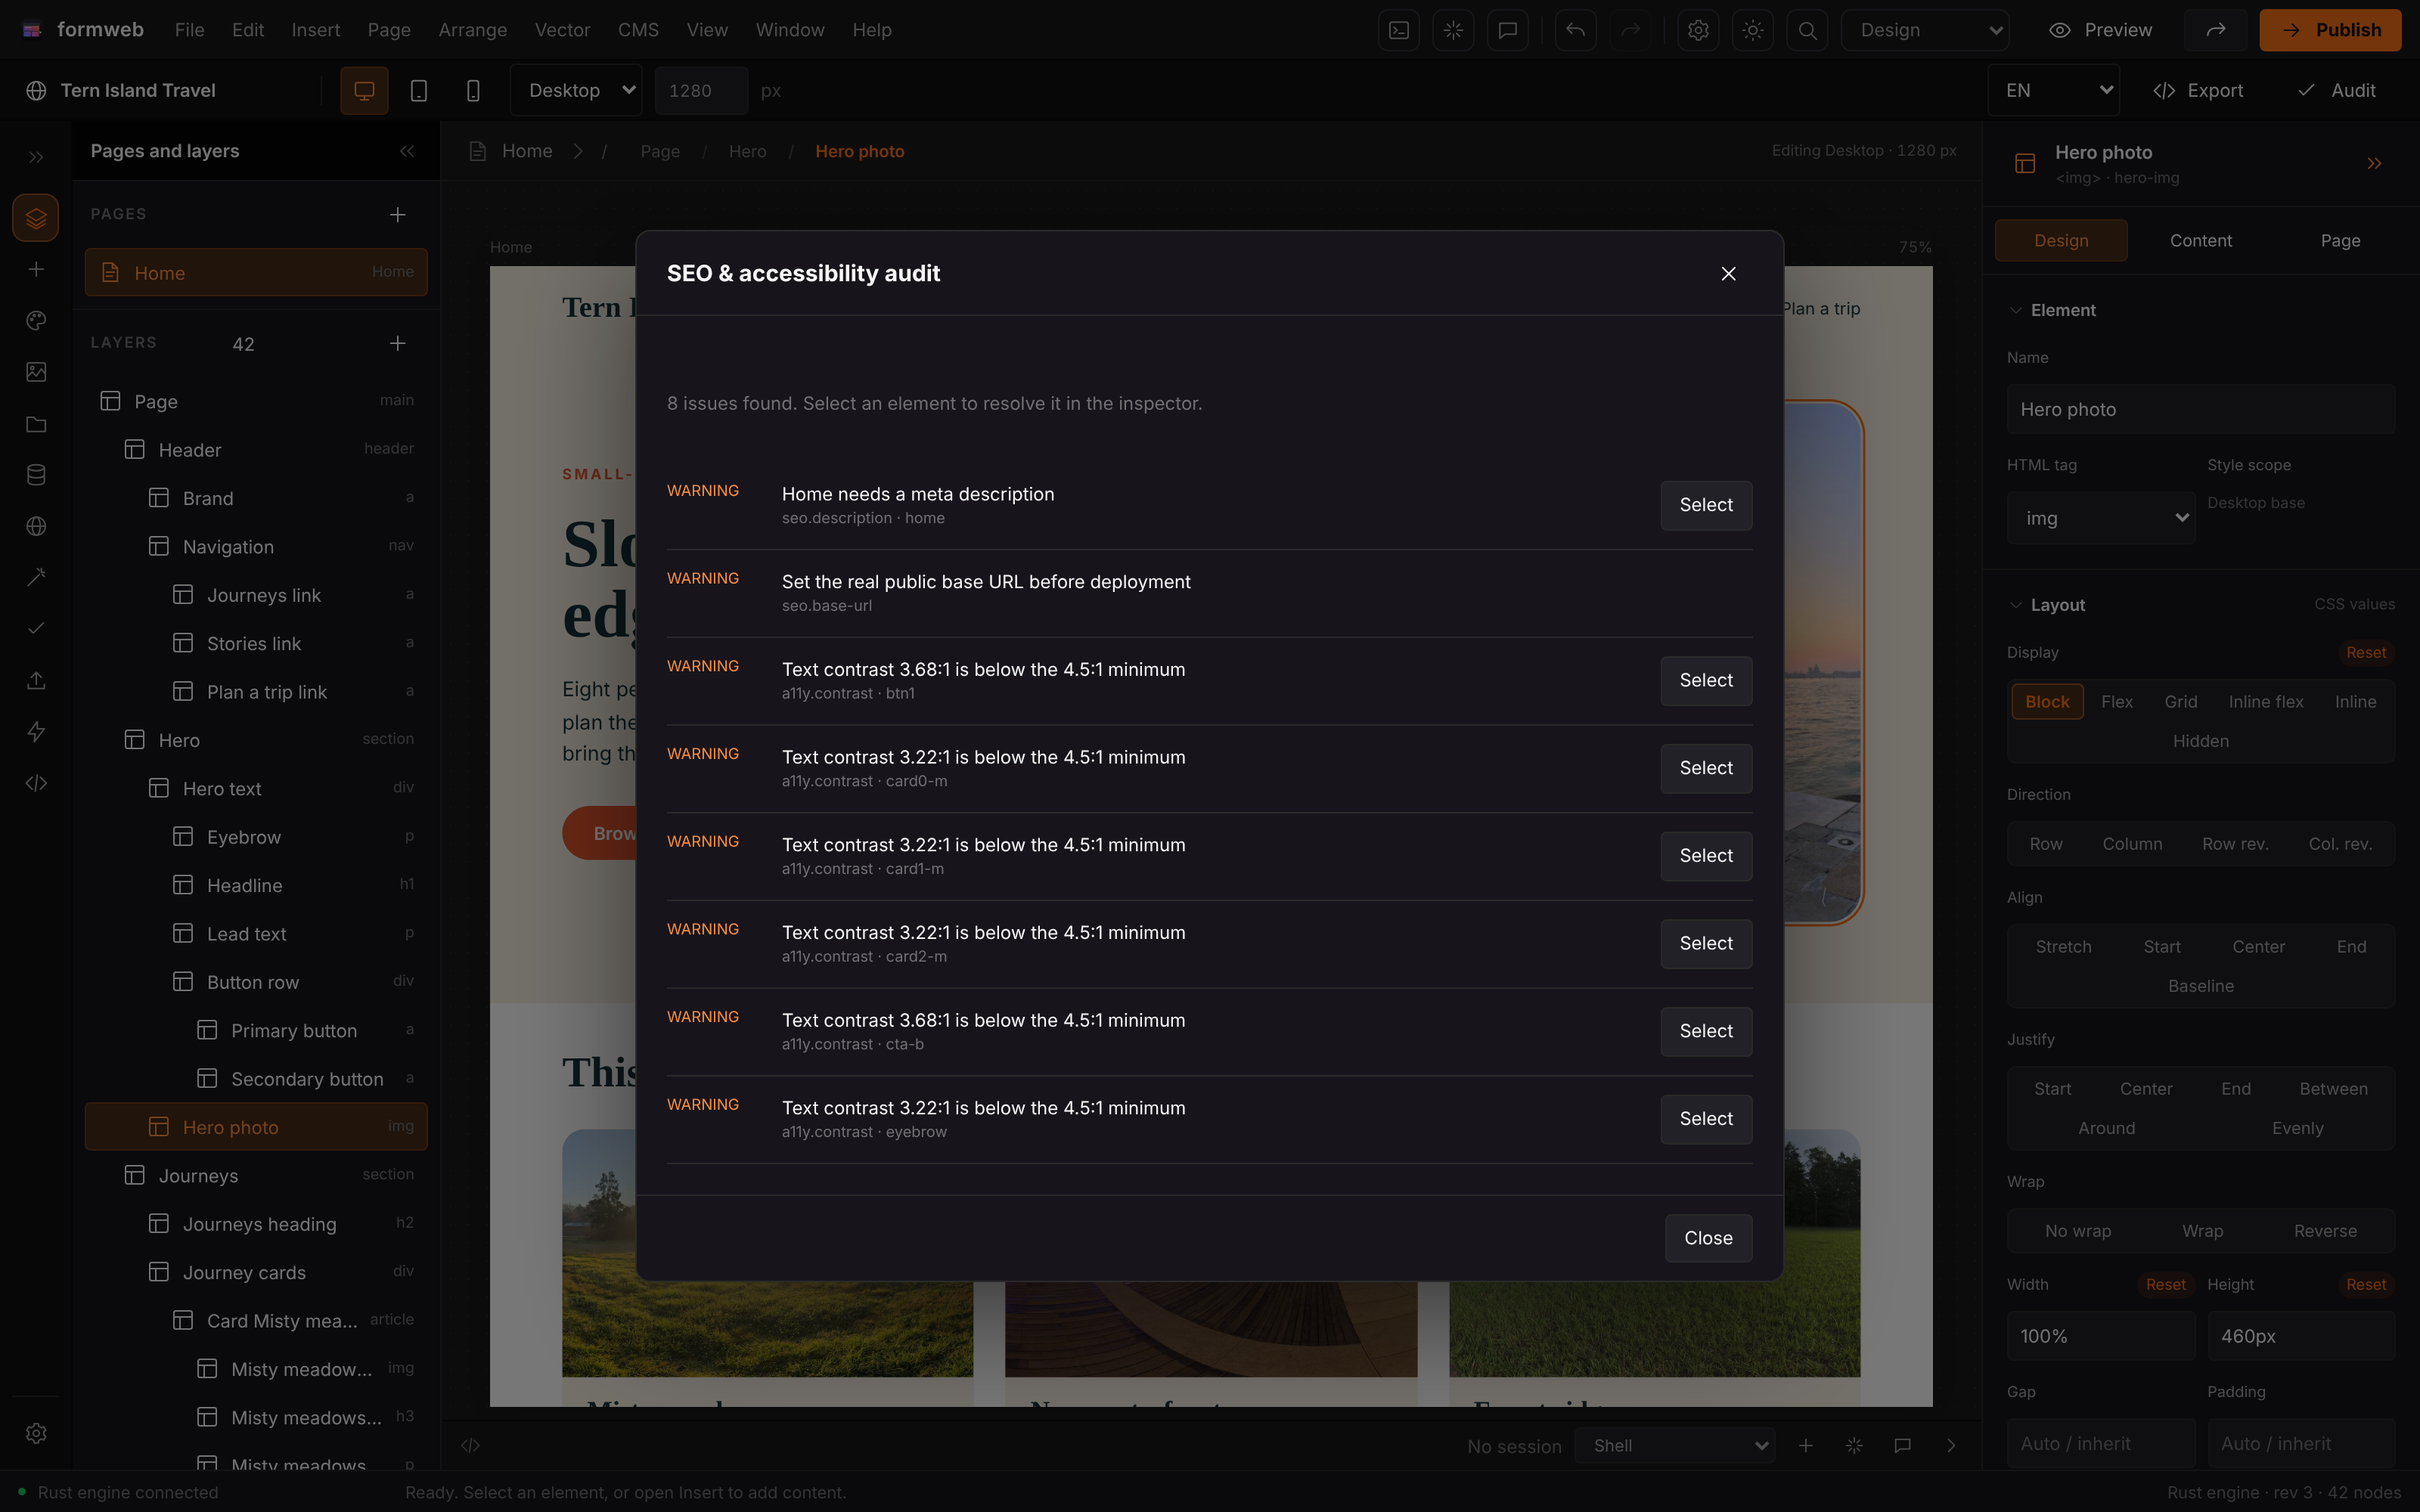 formweb File Edit Insert Page Arrange Vector CMS View Window Help Design Preview Publish
Tern Island Travel Desktop 1280 px EN Export Audit
Pages and layers
Home / Page / Hero / Hero photo Editing Desktop · 1280 px
PAGES
Home Home
LAYERS 42
Page main
Header header
Brand a
Navigation nav
Journeys link a
Stories link a
Plan a trip link a
Hero section
Hero text div
Eyebrow p
Headline h1
Lead text p
Button row div
Primary button a
Secondary button a
Hero photo img
Journeys section
Journeys heading h2
Journey cards div
Card Misty mea... article
Misty meadow... img
Misty meadows... h3
Misty meadows p
Home 75%
Tern
Plan a trip
SMALL-
Eight
plan
bring
This
SEO & accessibility audit
8 issues found. Select an element to resolve it in the inspector.
WARNING Home needs a meta description Select
seo.description · home
WARNING Set the real public base URL before deployment
seo.base-url
WARNING Text contrast 3.68:1 is below the 4.5:1 minimum Select
a11y.contrast · btn1
WARNING Text contrast 3.22:1 is below the 4.5:1 minimum Select
a11y.contrast · card0-m
WARNING Text contrast 3.22:1 is below the 4.5:1 minimum Select
a11y.contrast · card1-m
WARNING Text contrast 3.22:1 is below the 4.5:1 minimum Select
a11y.contrast · card2-m
WARNING Text contrast 3.68:1 is below the 4.5:1 minimum Select
a11y.contrast · cta-b
WARNING Text contrast 3.22:1 is below the 4.5:1 minimum Select
a11y.contrast · eyebrow
Close
Hero photo
<img> · hero-img
Design Content Page
Element
Name
Hero photo
HTML tag Style scope
img Desktop base
Layout CSS values
Display Reset
Block Flex Grid Inline flex Inline
Hidden
Direction
Row Column Row rev. Col. rev.
Align
Stretch Start Center End
Baseline
Justify
Start Center End Between
Around Evenly
Wrap
No wrap Wrap Reverse
Width Reset Height Reset
100% 460px
Gap Padding
Auto / inherit Auto / inherit
No session Shell
Rust engine connected Ready. Select an element, or open Insert to add content. Rust engine · rev 3 · 42 nodes